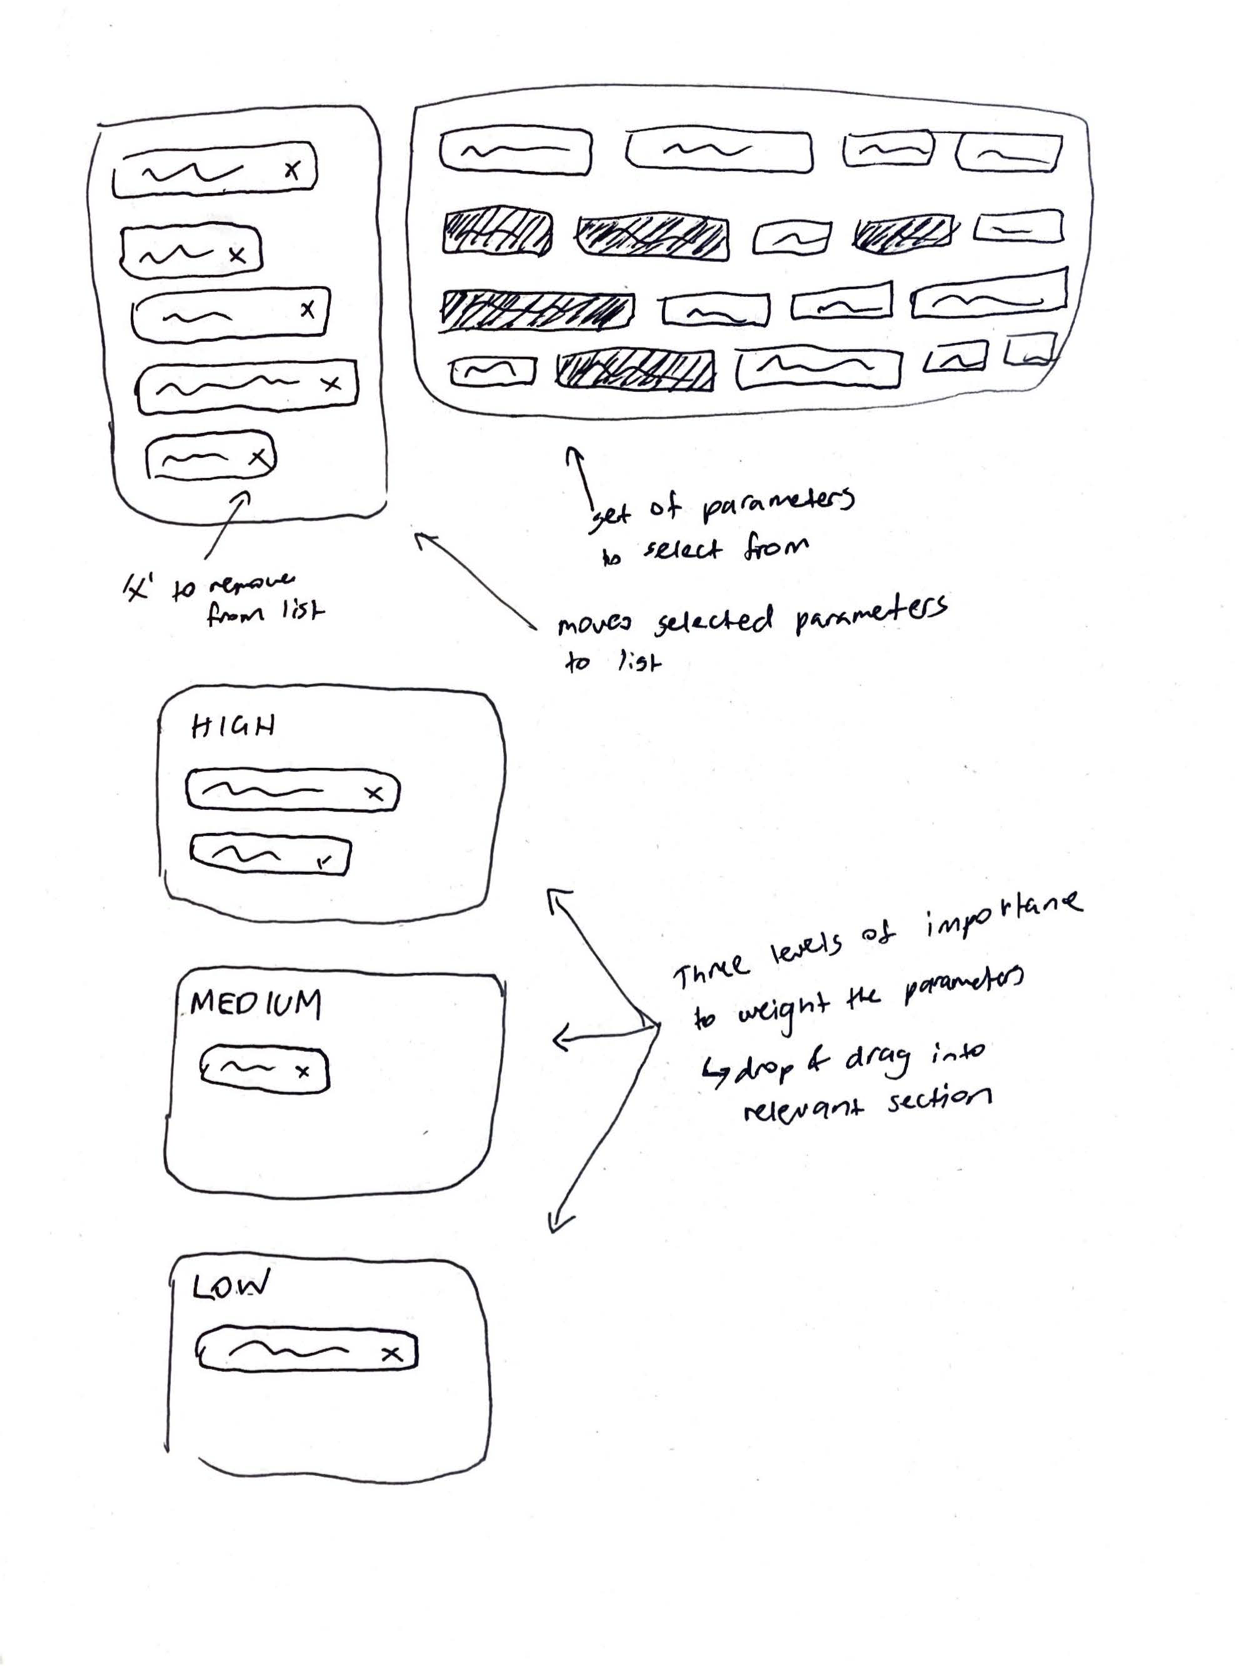 set of parameters
to select from
'x' to remove
from list
moves selected parameters
to list
HIGH
Three levels of importance
to weight the parameters
↳ drop & drag into
relevant section
MEDIUM
LOW